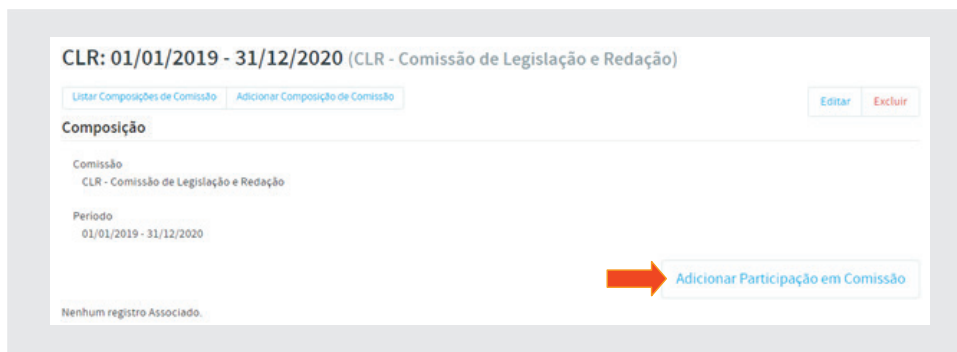 CLR: 01/01/2019 - 31/12/2020 (CLR - Comissão de Legislação e Redação)
Listar Composições de Comissão Adicionar Composição de Comissão
Editar Excluir
Composição
Comissão
CLR - Comissão de Legislação e Redação
Periodo
01/01/2019 - 31/12/2020
Adicionar Participação em Comissão
Nenhum registro Associado.